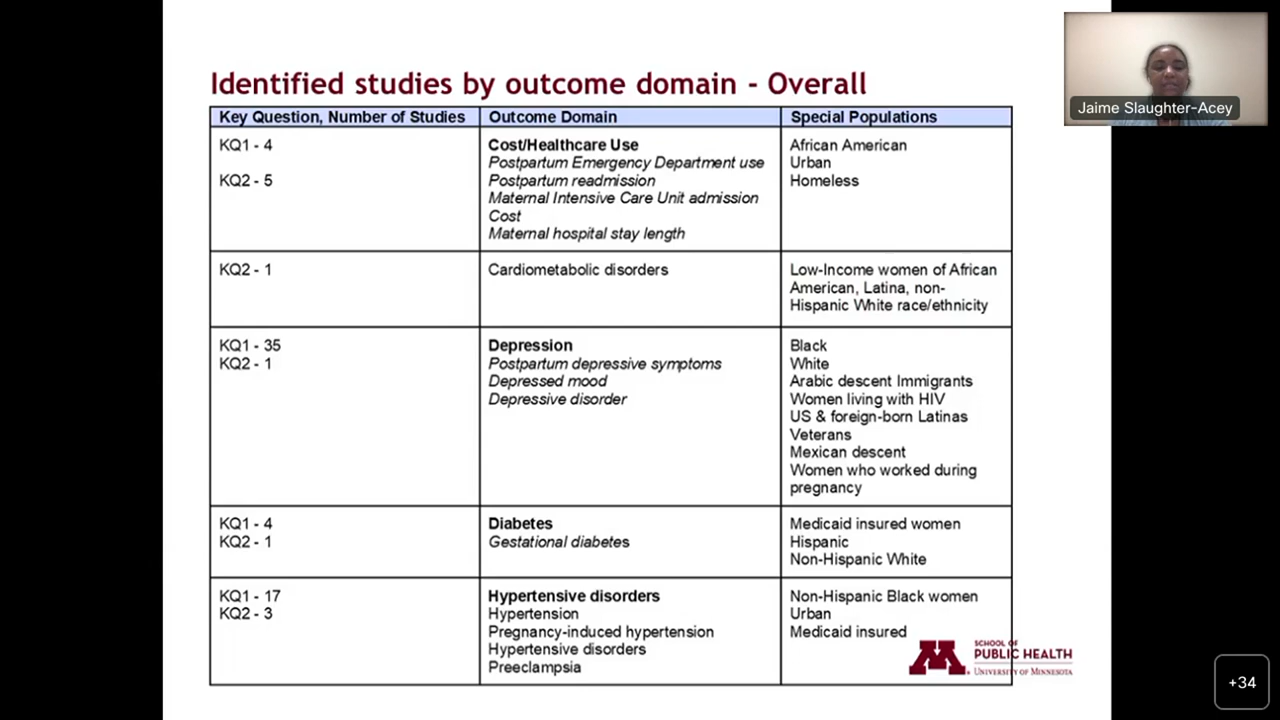 Identified studies by outcome domain - Overall
Jaime Slaughter-Acey
Key Question, Number of Studies
Outcome Domain
Special Populations
KQ1 - 4
KQ2 - 5
Cost/Healthcare Use
Postpartum Emergency Department use
Postpartum readmission
Maternal Intensive Care Unit admission
Cost
Maternal hospital stay length
African American
Urban
Homeless
KQ2 - 1
Cardiometabolic disorders
Low-Income women of African
American, Latina, non-
Hispanic White race/ethnicity
KQ1 - 35
KQ2 - 1
Depression
Postpartum depressive symptoms
Depressed mood
Depressive disorder
Black
White
Arabic descent Immigrants
Women living with HIV
US & foreign-born Latinas
Veterans
Mexican descent
Women who worked during
pregnancy
KQ1 - 4
KQ2 - 1
Diabetes
Gestational diabetes
Medicaid insured women
Hispanic
Non-Hispanic White
KQ1 - 17
KQ2 - 3
Hypertensive disorders
Hypertension
Pregnancy-induced hypertension
Hypertensive disorders
Preeclampsia
Non-Hispanic Black women
Urban
Medicaid insured
M
SCHOOL OF
PUBLIC HEALTH
UNIVERSITY OF MINNESOTA
+34